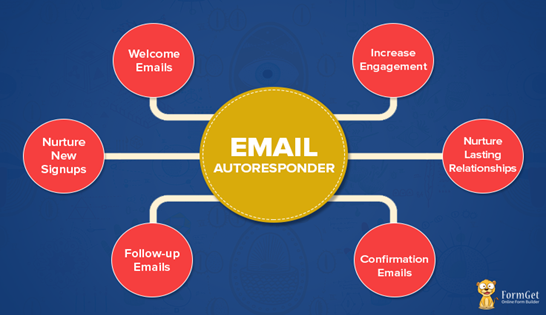 Welcome
Emails
Increase
Engagement
Nurture
New
Signups
EMAIL
AUTORESPONDER
Nurture
Lasting
Relationships
Follow-up
Emails
Confirmation
Emails
FormGet
Online Form Builder